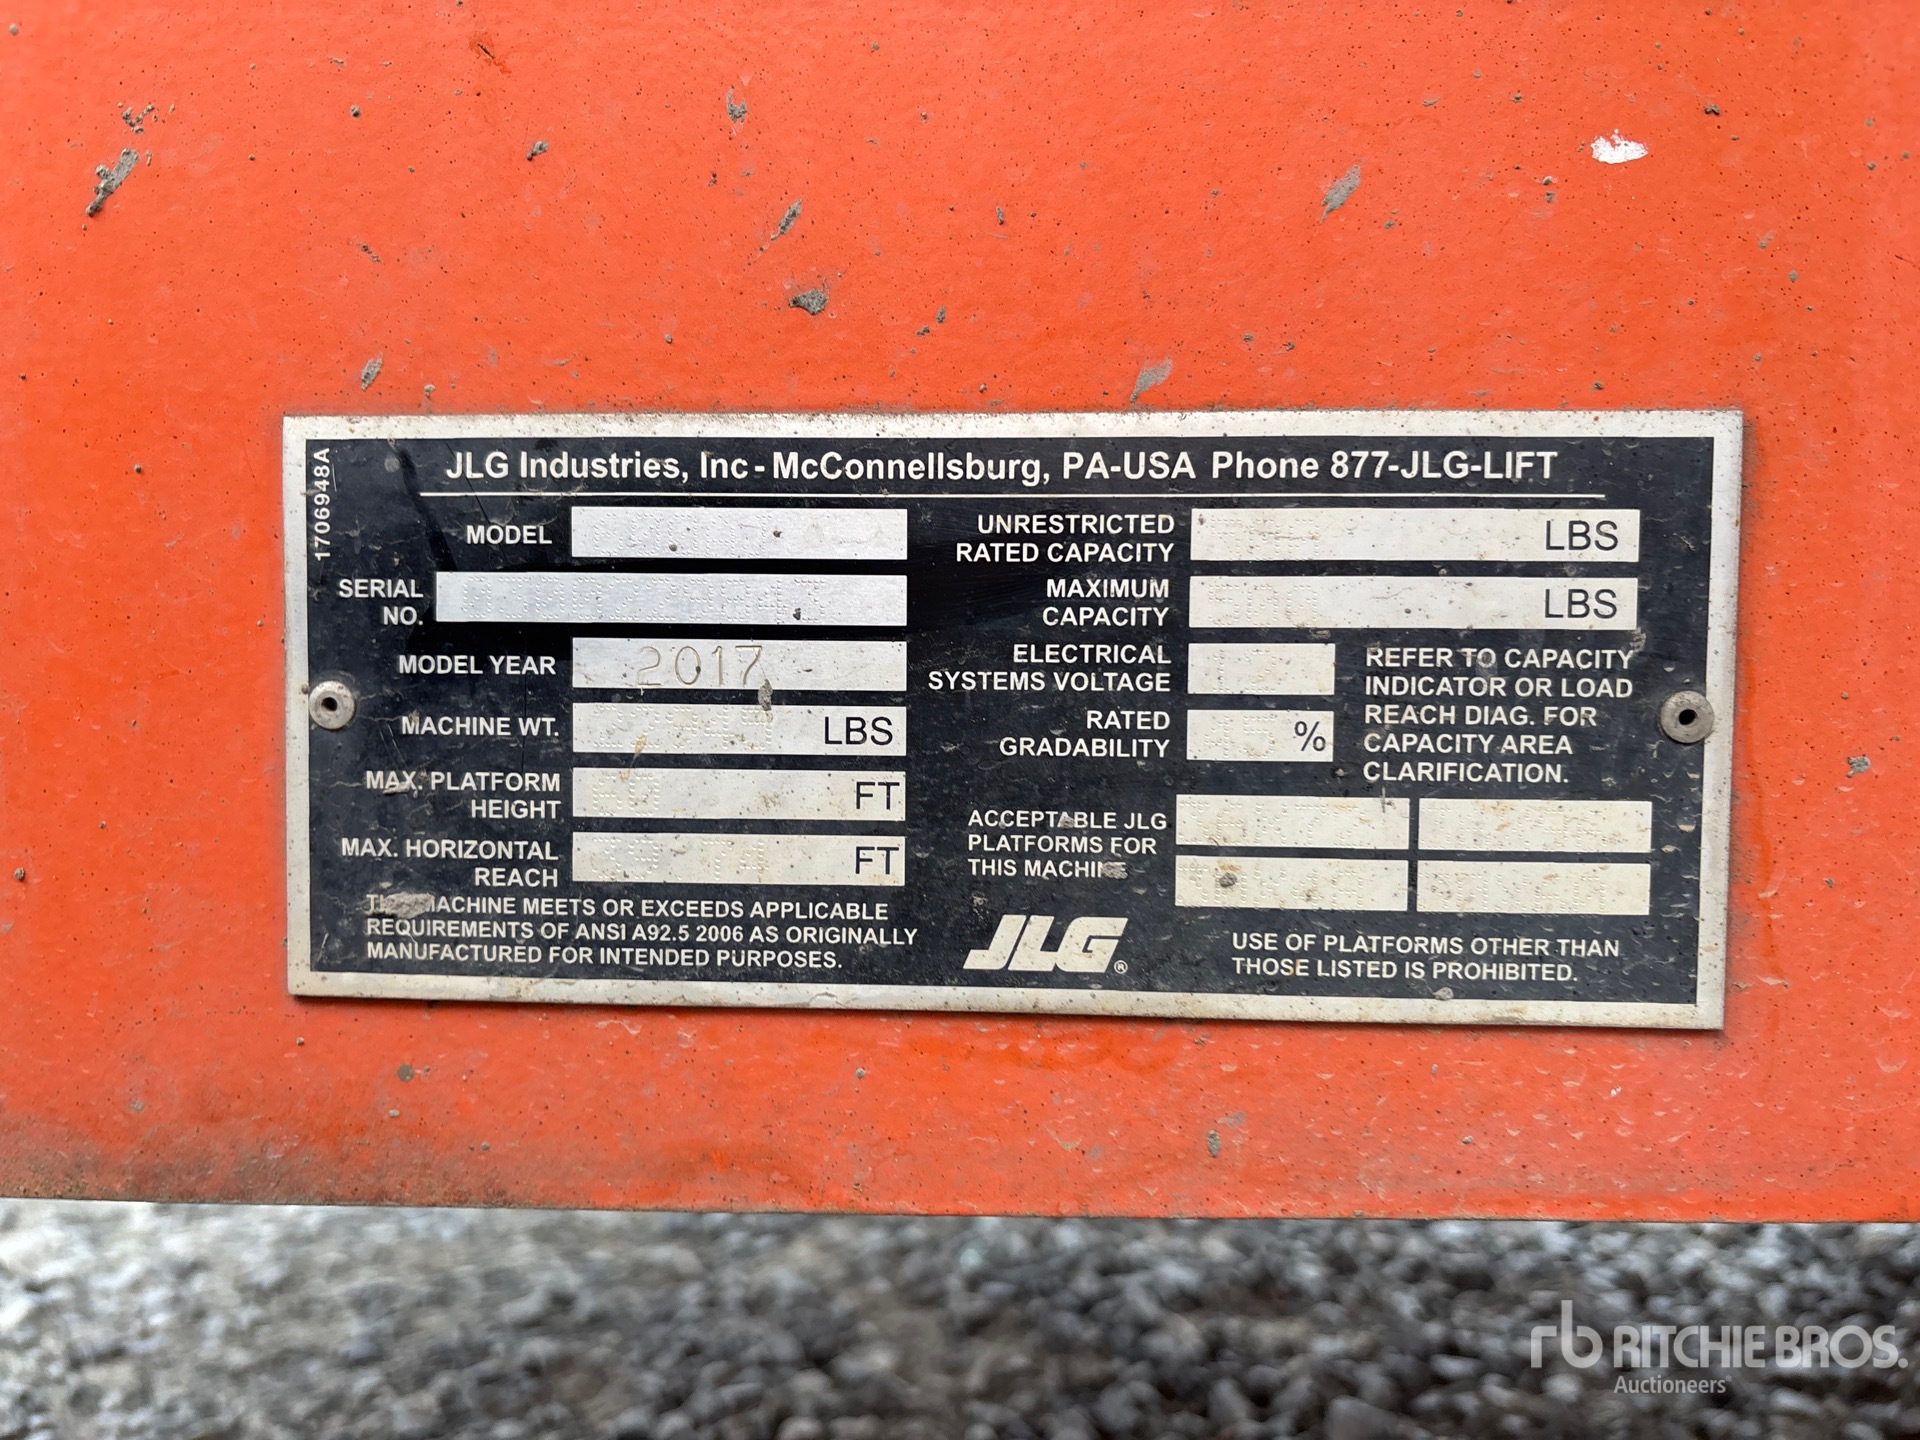 1706948A
JLG Industries, Inc - McConnellsburg, PA-USA Phone 877-JLG-LIFT
MODEL
SERIAL
NO.
MODEL YEAR 2017
MACHINE WT. LBS
MAX. PLATFORM
HEIGHT FT
MAX. HORIZONTAL
REACH FT
MACHINE MEETS OR EXCEEDS APPLICABLE
REQUIREMENTS OF ANSI A92.5 2006 AS ORIGINALLY
MANUFACTURED FOR INTENDED PURPOSES.
UNRESTRICTED
RATED CAPACITY LBS
MAXIMUM
CAPACITY LBS
ELECTRICAL
SYSTEMS VOLTAGE
RATED
GRADABILITY %
REFER TO CAPACITY
INDICATOR OR LOAD
REACH DIAG. FOR
CAPACITY AREA
CLARIFICATION.
ACCEPTABLE JLG
PLATFORMS FOR
THIS MACHINE
JLG®
USE OF PLATFORMS OTHER THAN
THOSE LISTED IS PROHIBITED.
rb RITCHIE BROS.
Auctioneers